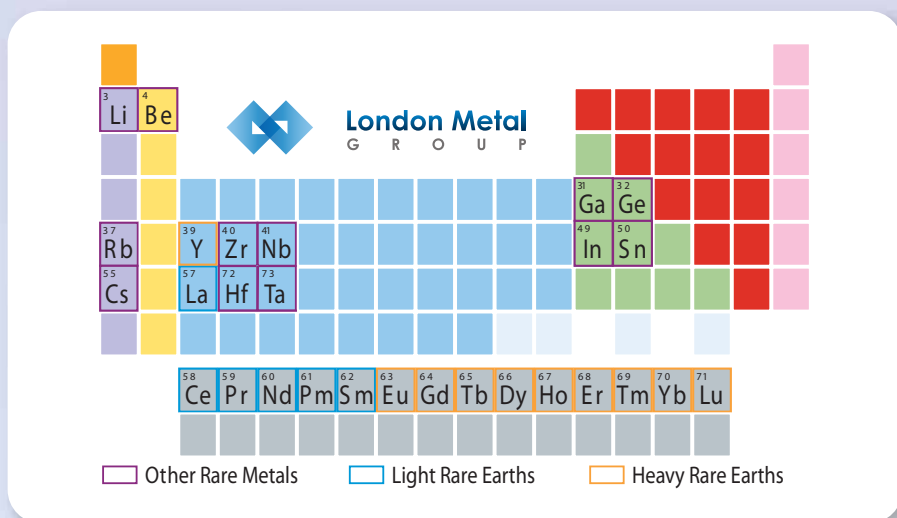 3 4
Li Be
London Metal
GROUP
31 32
Ga Ge
37 39 40 41 49 50
Rb Y Zr Nb In Sn
55 57 72 73
Cs La Hf Ta
58 59 60 61 62 63 64 65 66 67 68 69 70 71
Ce Pr Nd Pm Sm Eu Gd Tb Dy Ho Er Tm Yb Lu
Other Rare Metals Light Rare Earths Heavy Rare Earths